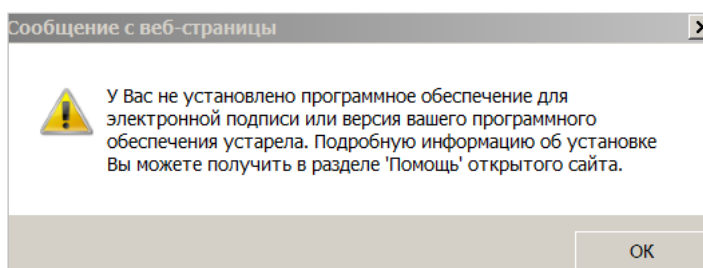 Сообщение с веб-страницы
У Вас не установлено программное обеспечение для
электронной подписи или версия вашего программного
обеспечения устарела. Подробную информацию об установке
Вы можете получить в разделе 'Помощь' открытого сайта.
ОК